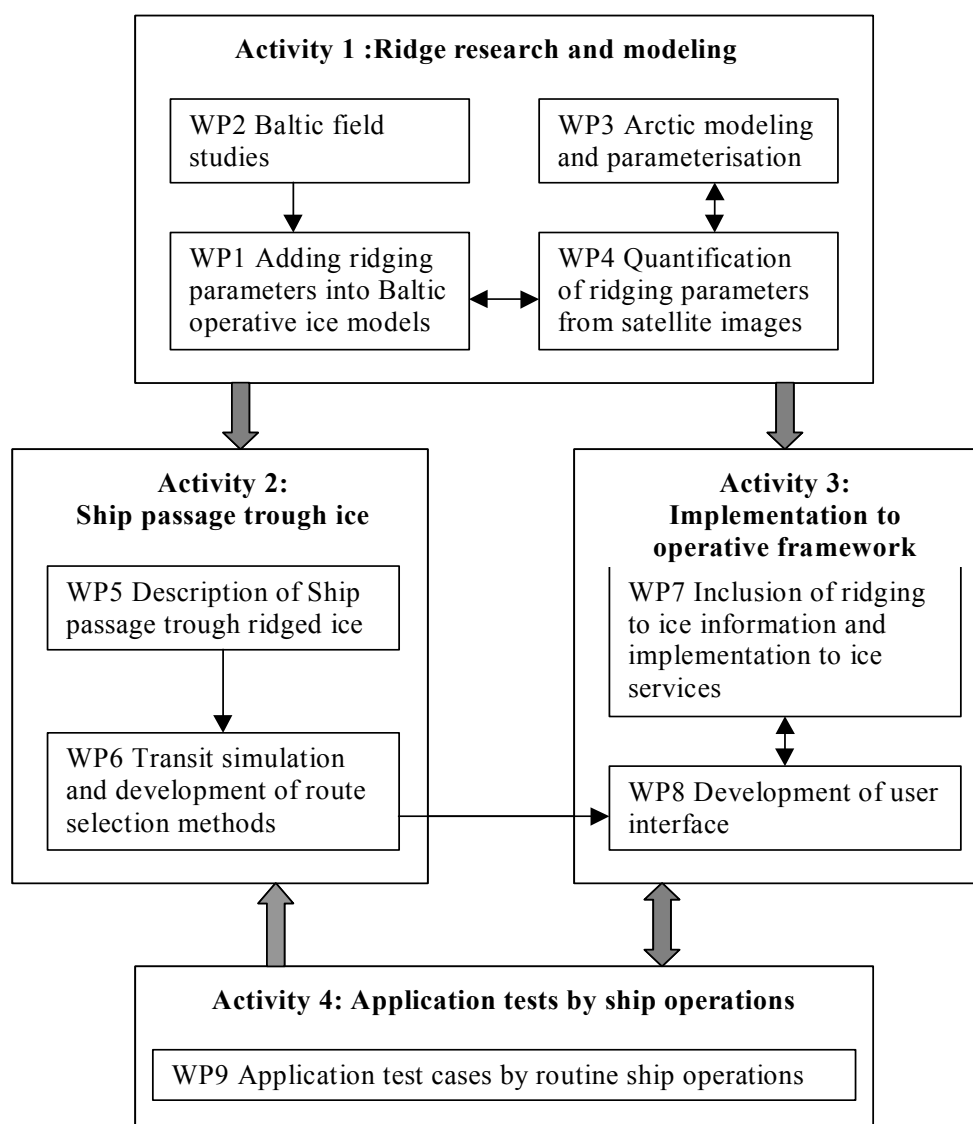 Activity 1 :Ridge research and modeling
WP2 Baltic field
studies
WP3 Arctic modeling
and parameterisation
WP1 Adding ridging
parameters into Baltic
operative ice models
WP4 Quantification
of ridging parameters
from satellite images
Activity 2:
Ship passage trough ice
WP5 Description of Ship
passage trough ridged ice
WP6 Transit simulation
and development of route
selection methods
Activity 3:
Implementation to
operative framework
WP7 Inclusion of ridging
to ice information and
implementation to ice
services
WP8 Development of user
interface
Activity 4: Application tests by ship operations
WP9 Application test cases by routine ship operations